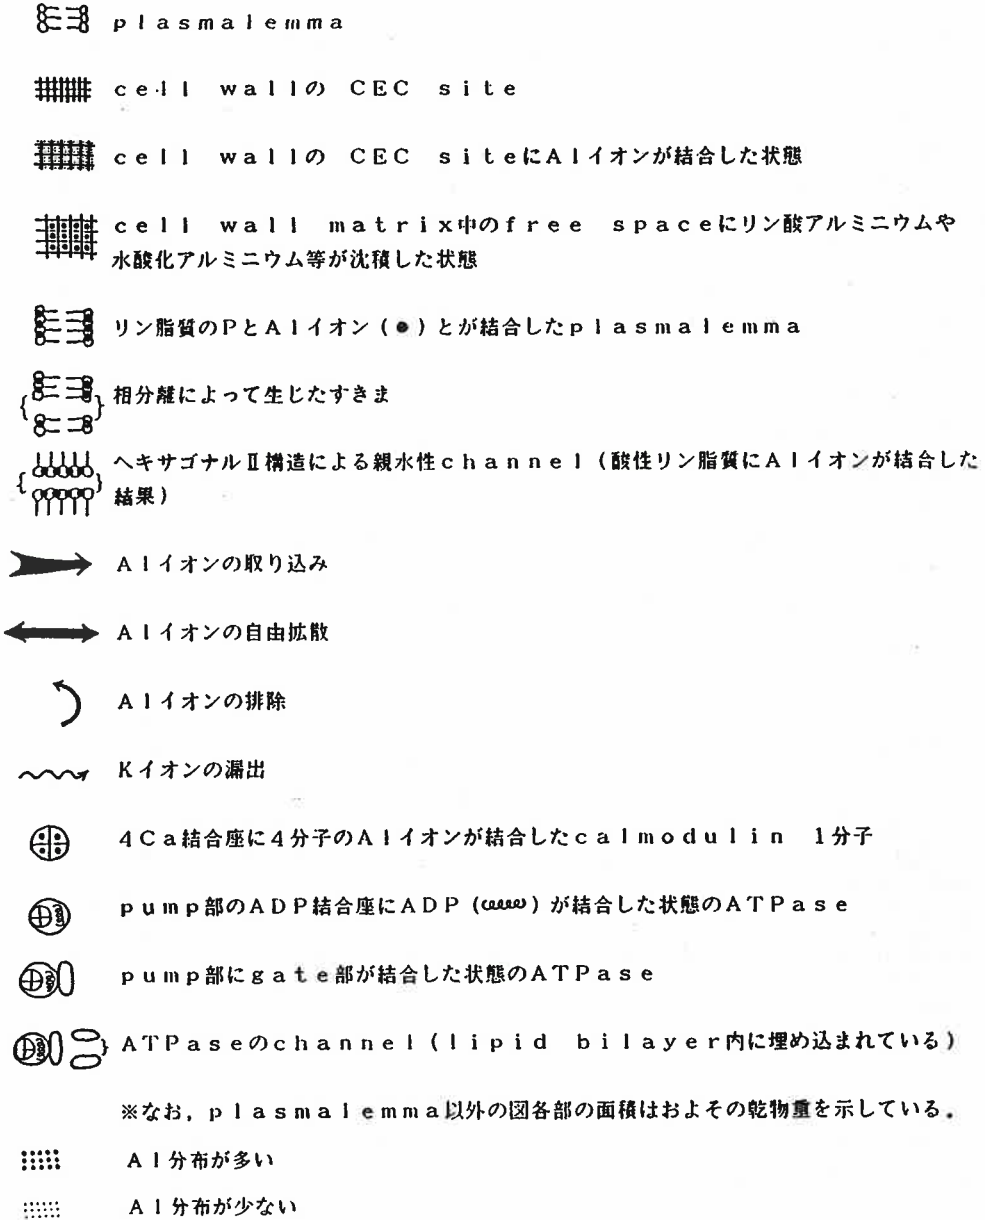 plasmalemma
cell wallの CEC site
cell wallの CEC siteにAlイオンが結合した状態
cell wall matrix中のfree spaceにリン酸アルミニウムや
水酸化アルミニウム等が沈積した状態
リン脂質のPとAlイオン(●)とが結合したplasmalemma
相分離によって生じたすきま
ヘキサゴナルⅡ構造による親水性channel(酸性リン脂質にAlイオンが結合した
結果)
Alイオンの取り込み
Alイオンの自由拡散
Alイオンの排除
Kイオンの漏出
4Ca結合座に4分子のAlイオンが結合したcalmodulin 1分子
pump部のADP結合座にADP()が結合した状態のATPase
pump部にgate部が結合した状態のATPase
ATPaseのchannel(lipid bilayer内に埋め込まれている)
※なお,plasmalemma以外の図各部の面積はおよその乾物重を示している.
Al分布が多い
Al分布が少ない